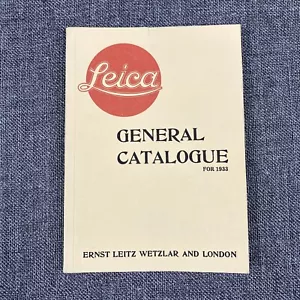 Leica
GENERAL
CATALOGUE
FOR 1933
ERNST LEITZ WETZLAR AND LONDON